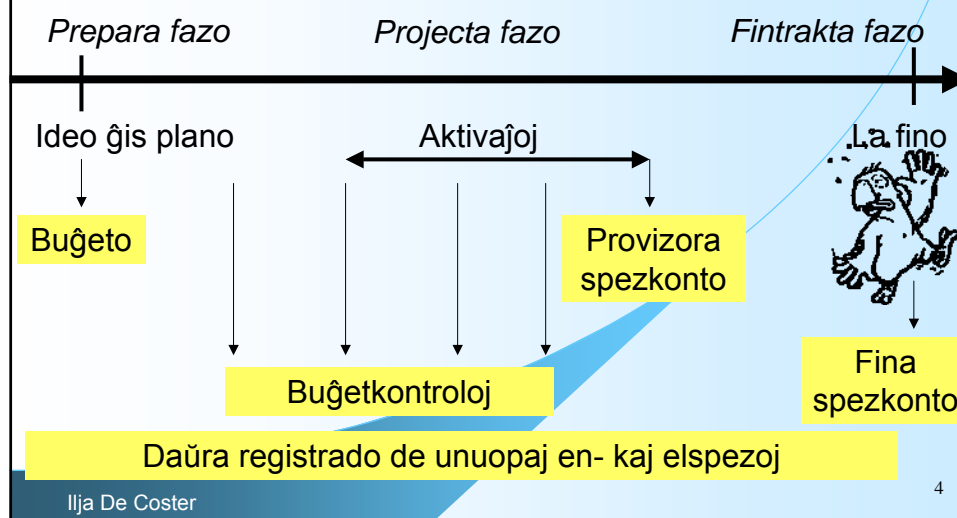 Prepara fazo Projecta fazo Fintrakta fazo
Ideo ĝis plano Aktivaĵoj La fino
Buĝeto
Provizora
spezkonto
Buĝetkontroloj
Fina
spezkonto
Daŭra registrado de unuopaj en- kaj elspezoj
Ilja De Coster
4